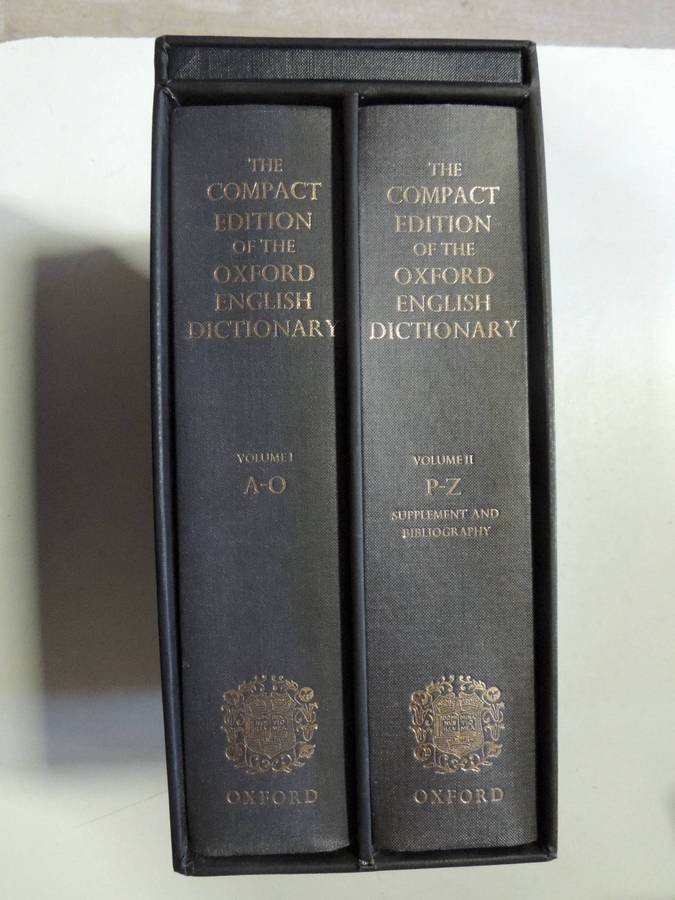 THE
COMPACT
EDITION
OF THE
OXFORD
ENGLISH
DICTIONARY
VOLUME I
A-O
OXFORD
THE
COMPACT
EDITION
OF THE
OXFORD
ENGLISH
DICTIONARY
VOLUME II
P-Z
SUPPLEMENT AND
BIBLIOGRAPHY
OXFORD